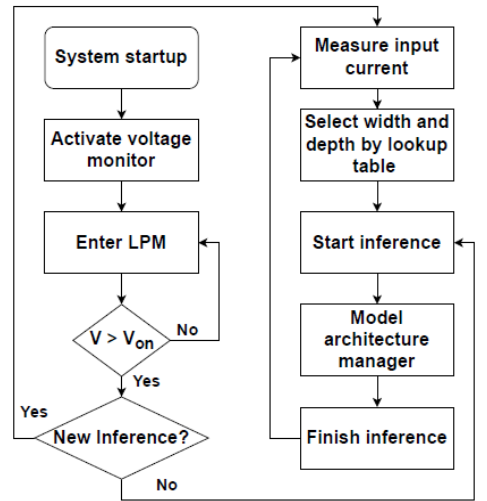 System startup
Activate voltage
monitor
Enter LPM
V > Von
No
Yes
New Inference?
Yes
No
Measure input
current
Select width and
depth by lookup
table
Start inference
Model
architecture
manager
Finish inference